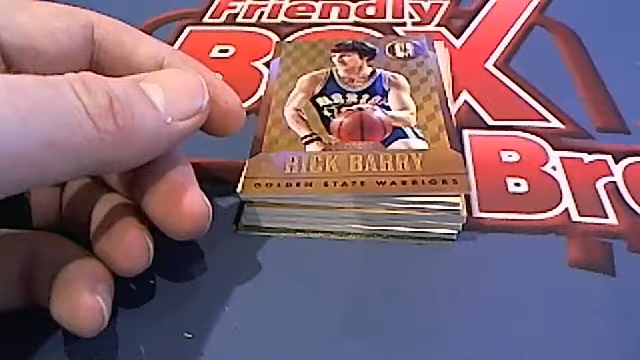 Friendly
BOX
Bre
RICK BARRY
GOLDEN STATE WARRIORS